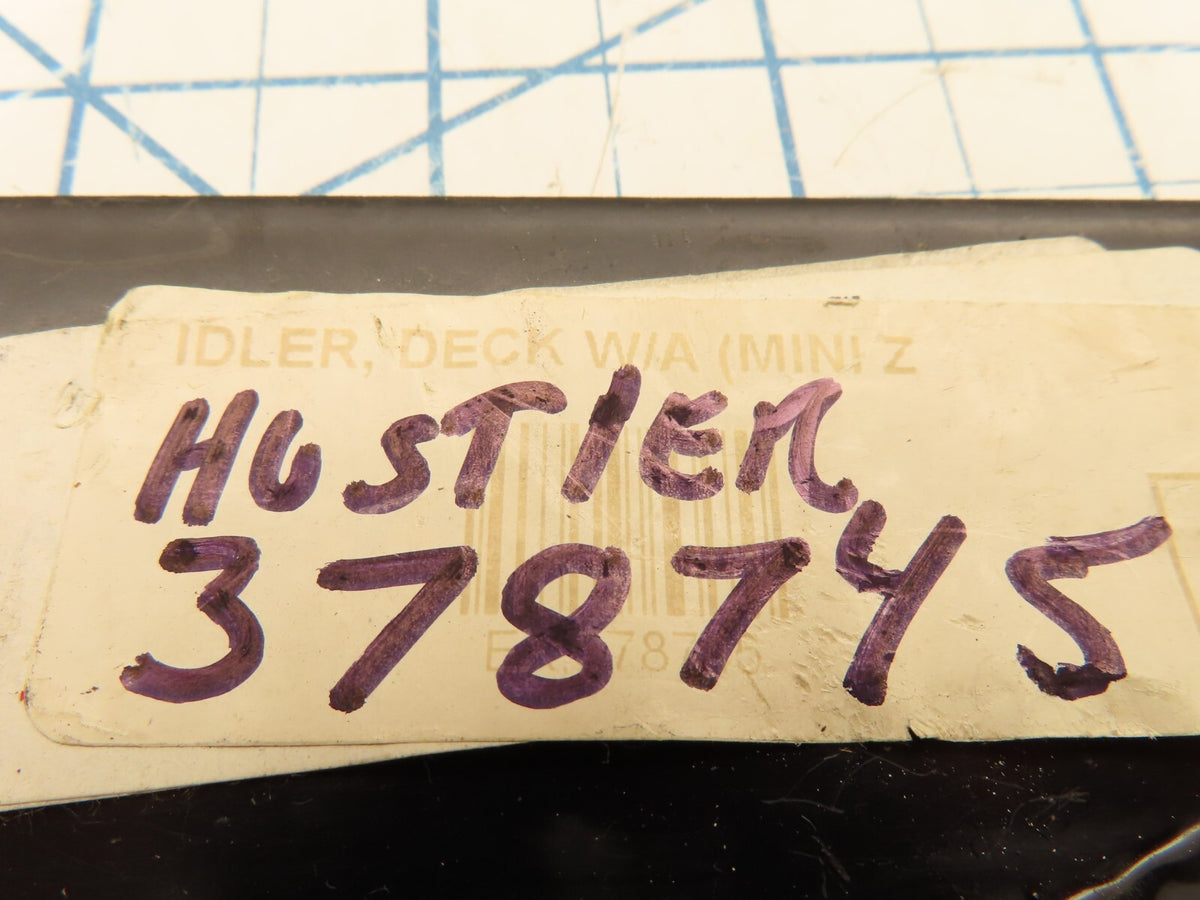 IDLER, DECK W/A (MINI Z
HUSTLER
378745